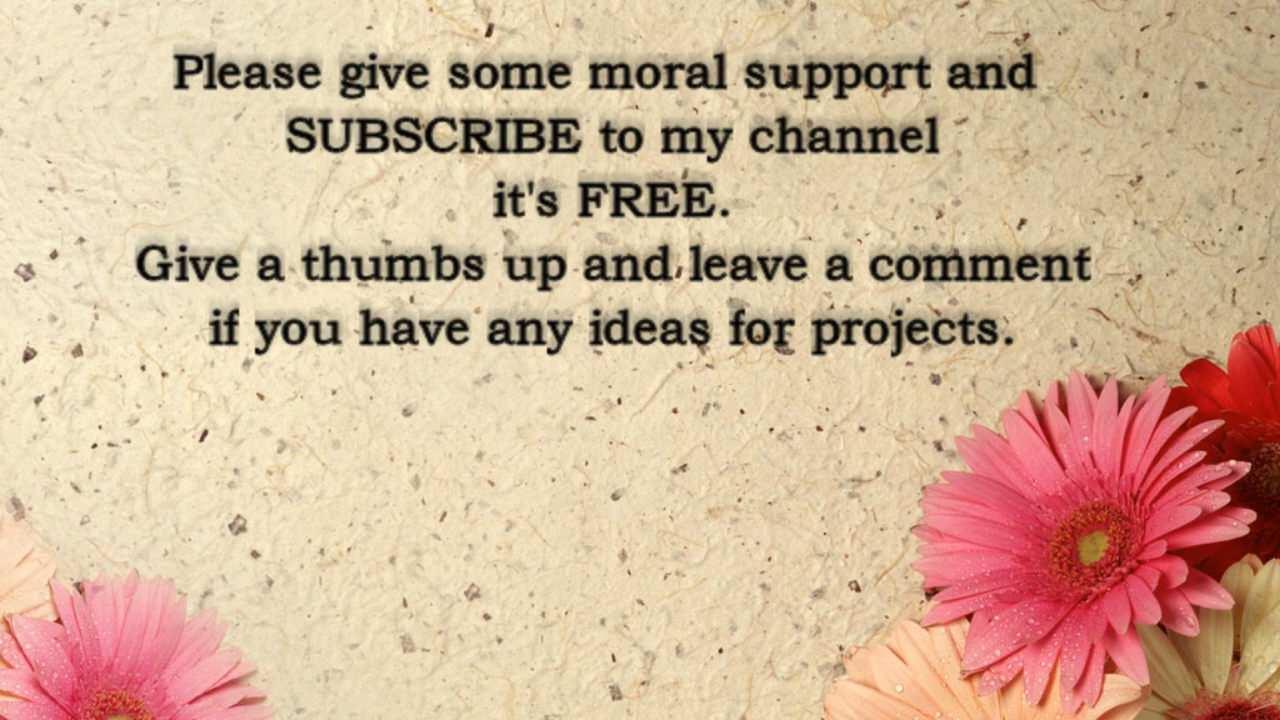 Please give some moral support and
SUBSCRIBE to my channel
it's FREE.
Give a thumbs up and leave a comment
if you have any ideas for projects.